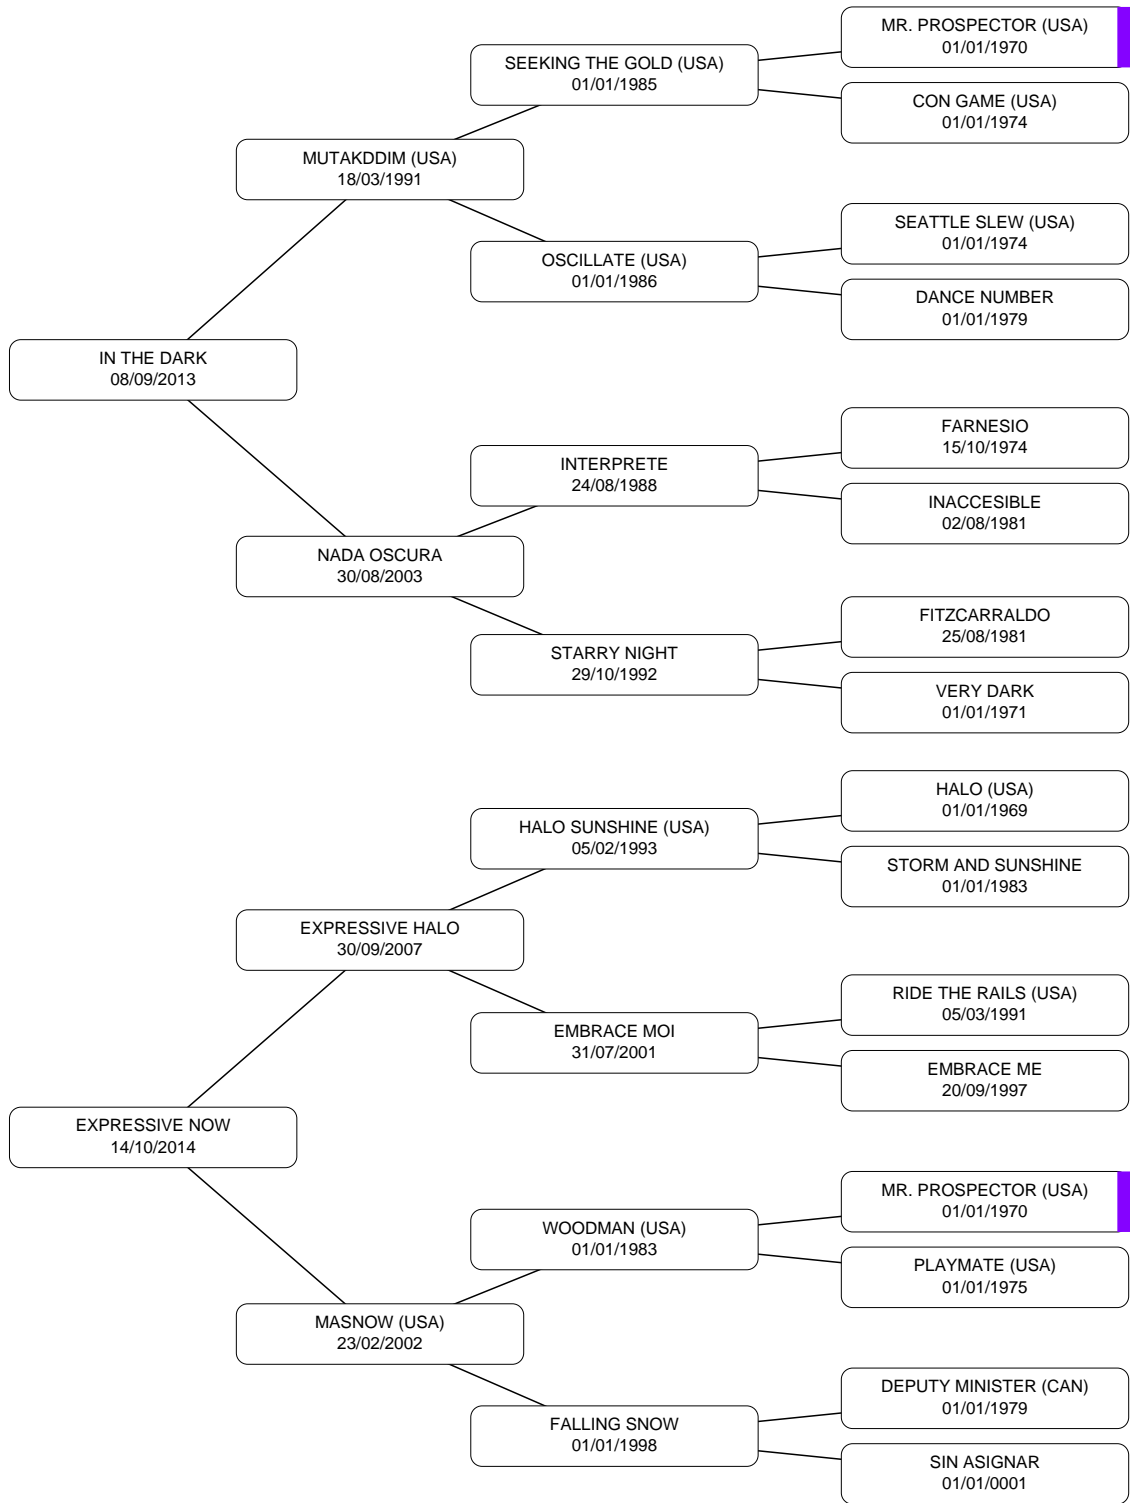 MR. PROSPECTOR (USA)
01/01/1970
SEEKING THE GOLD (USA)
01/01/1985
CON GAME (USA)
01/01/1974
MUTAKDDIM (USA)
18/03/1991
SEATTLE SLEW (USA)
01/01/1974
OSCILLATE (USA)
01/01/1986
DANCE NUMBER
01/01/1979
IN THE DARK
08/09/2013
FARNESIO
15/10/1974
INTERPRETE
24/08/1988
INACCESIBLE
02/08/1981
NADA OSCURA
30/08/2003
FITZCARRALDO
25/08/1981
STARRY NIGHT
29/10/1992
VERY DARK
01/01/1971
HALO (USA)
01/01/1969
HALO SUNSHINE (USA)
05/02/1993
STORM AND SUNSHINE
01/01/1983
EXPRESSIVE HALO
30/09/2007
RIDE THE RAILS (USA)
05/03/1991
EMBRACE MOI
31/07/2001
EMBRACE ME
20/09/1997
EXPRESSIVE NOW
14/10/2014
MR. PROSPECTOR (USA)
01/01/1970
WOODMAN (USA)
01/01/1983
PLAYMATE (USA)
01/01/1975
MASNOW (USA)
23/02/2002
DEPUTY MINISTER (CAN)
01/01/1979
FALLING SNOW
01/01/1998
SIN ASIGNAR
01/01/0001